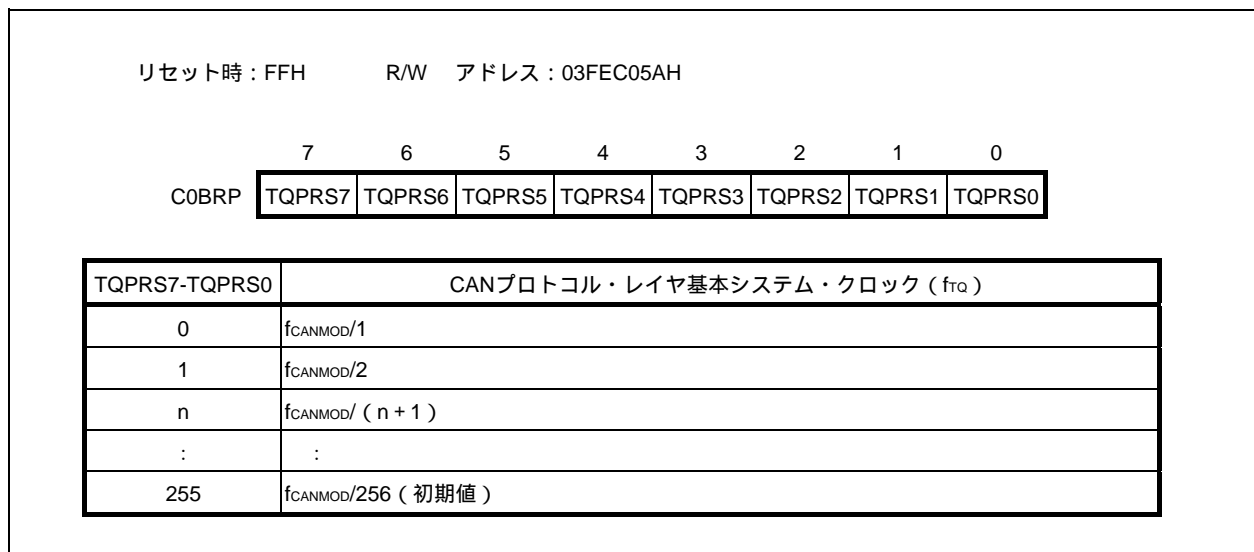 リセット時：FFH R/W アドレス：03FEC05AH
7 6 5 4 3 2 1 0
C0BRP TQPRS7 TQPRS6 TQPRS5 TQPRS4 TQPRS3 TQPRS2 TQPRS1 TQPRS0
TQPRS7-TQPRS0 CANプロトコル・レイヤ基本システム・クロック（fTQ）
0 fCANMOD/1
1 fCANMOD/2
n fCANMOD/（n + 1）
: :
255 fCANMOD/256（初期値）